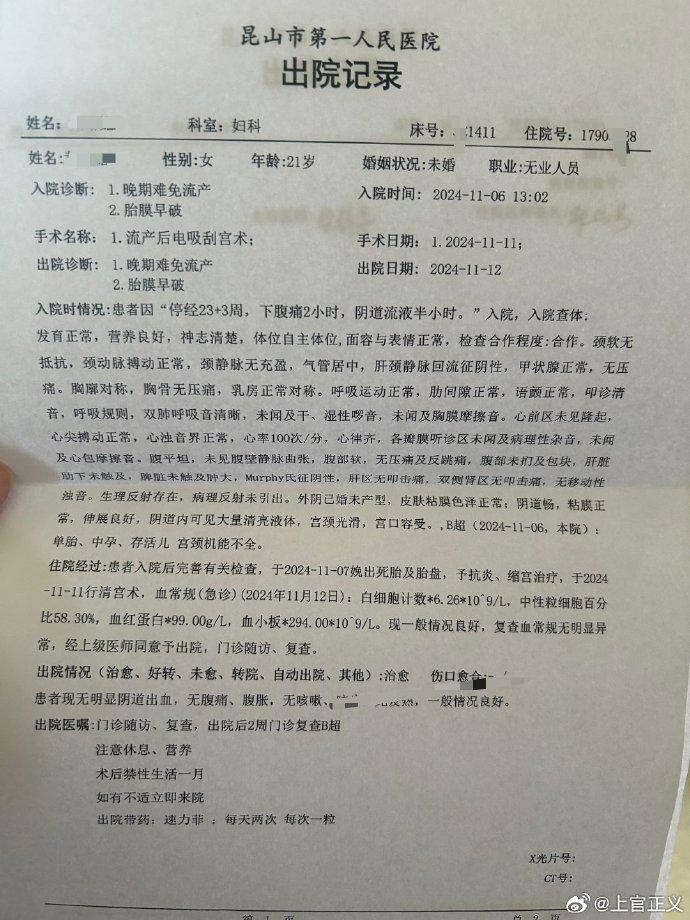 昆山市第一人民医院
出院记录
姓名: 科室: 妇科 床号: 1411 住院号: 1790 8
姓名: 性别:女 年龄:21岁 婚姻状况:未婚 职业:无业人员
入院诊断: 1.晚期难免流产 入院时间: 2024-11-06 13:02
2.胎膜早破
手术名称: 1.流产后电吸刮宫术; 手术日期: 1.2024-11-11;
出院诊断: 1.晚期难免流产 出院日期: 2024-11-12
2.胎膜早破
入院时情况:患者因“停经23+3周, 下腹痛2小时, 阴道流液半小时。”入院, 入院查体:
发育正常, 营养良好, 神志清楚, 体位自主体位,面容与表情正常, 检查合作程度:合作。颈软无
抵抗, 颈动脉搏动正常, 颈静脉无充盈, 气管居中, 肝颈静脉回流征阴性, 甲状腺正常, 无压
痛。胸廓对称, 胸骨无压痛, 乳房正常对称。呼吸运动正常, 肋间隙正常, 语颤正常, 叩诊清
音, 呼吸规则, 双肺呼吸音清晰, 未闻及干、湿性啰音, 未闻及胸膜摩擦音。心前区未见隆起,
心尖搏动正常, 心浊音界正常, 心率100次/分, 心律齐, 各瓣膜听诊区未闻及病理性杂音, 未闻
及心包摩擦音。腹平坦, 未见腹壁静脉曲张, 腹部软, 无压痛及反跳痛, 腹部未扪及包块, 肝脏
肋下未触及, 脾脏未触及肿大, Murphy氏征阴性, 肝区无叩击痛, 双侧肾区无叩击痛, 无移动性
浊音。生理反射存在, 病理反射未引出。外阴已婚未产型, 皮肤粘膜色泽正常; 阴道畅, 粘膜正
常, 伸展良好, 阴道内可见大量清亮液体, 宫颈光滑, 宫口容受。,B超 (2024-11-06, 本院) :
单胎、中孕、存活儿 宫颈机能不全。
住院经过:患者入院后完善有关检查, 于2024-11-07娩出死胎及胎盘, 予抗炎、缩宫治疗, 于2024
-11-11行清宫术, 血常规(急诊)(2024年11月12日): 白细胞计数*6.26*10^9/L, 中性粒细胞百分
比58.30%, 血红蛋白*99.00g/L, 血小板*294.00*10^9/L。现一般情况良好, 复查血常规无明显异
常, 经上级医师同意予出院, 门诊随访、复查。
出院情况 (治愈、好转、未愈、转院、自动出院、其他) :治愈 伤口愈合:-
患者现无明显阴道出血, 无腹痛、腹胀, 无咳嗽、 一般情况良好。
出院医嘱:门诊随访、复查, 出院后2周门诊复查B超
注意休息、营养
术后禁性生活一月
如有不适立即来院
出院带药: 速力菲 : 每天两次 每次一粒
X光片号:
CT号:
第 1 页 总 2 页
@上官正义